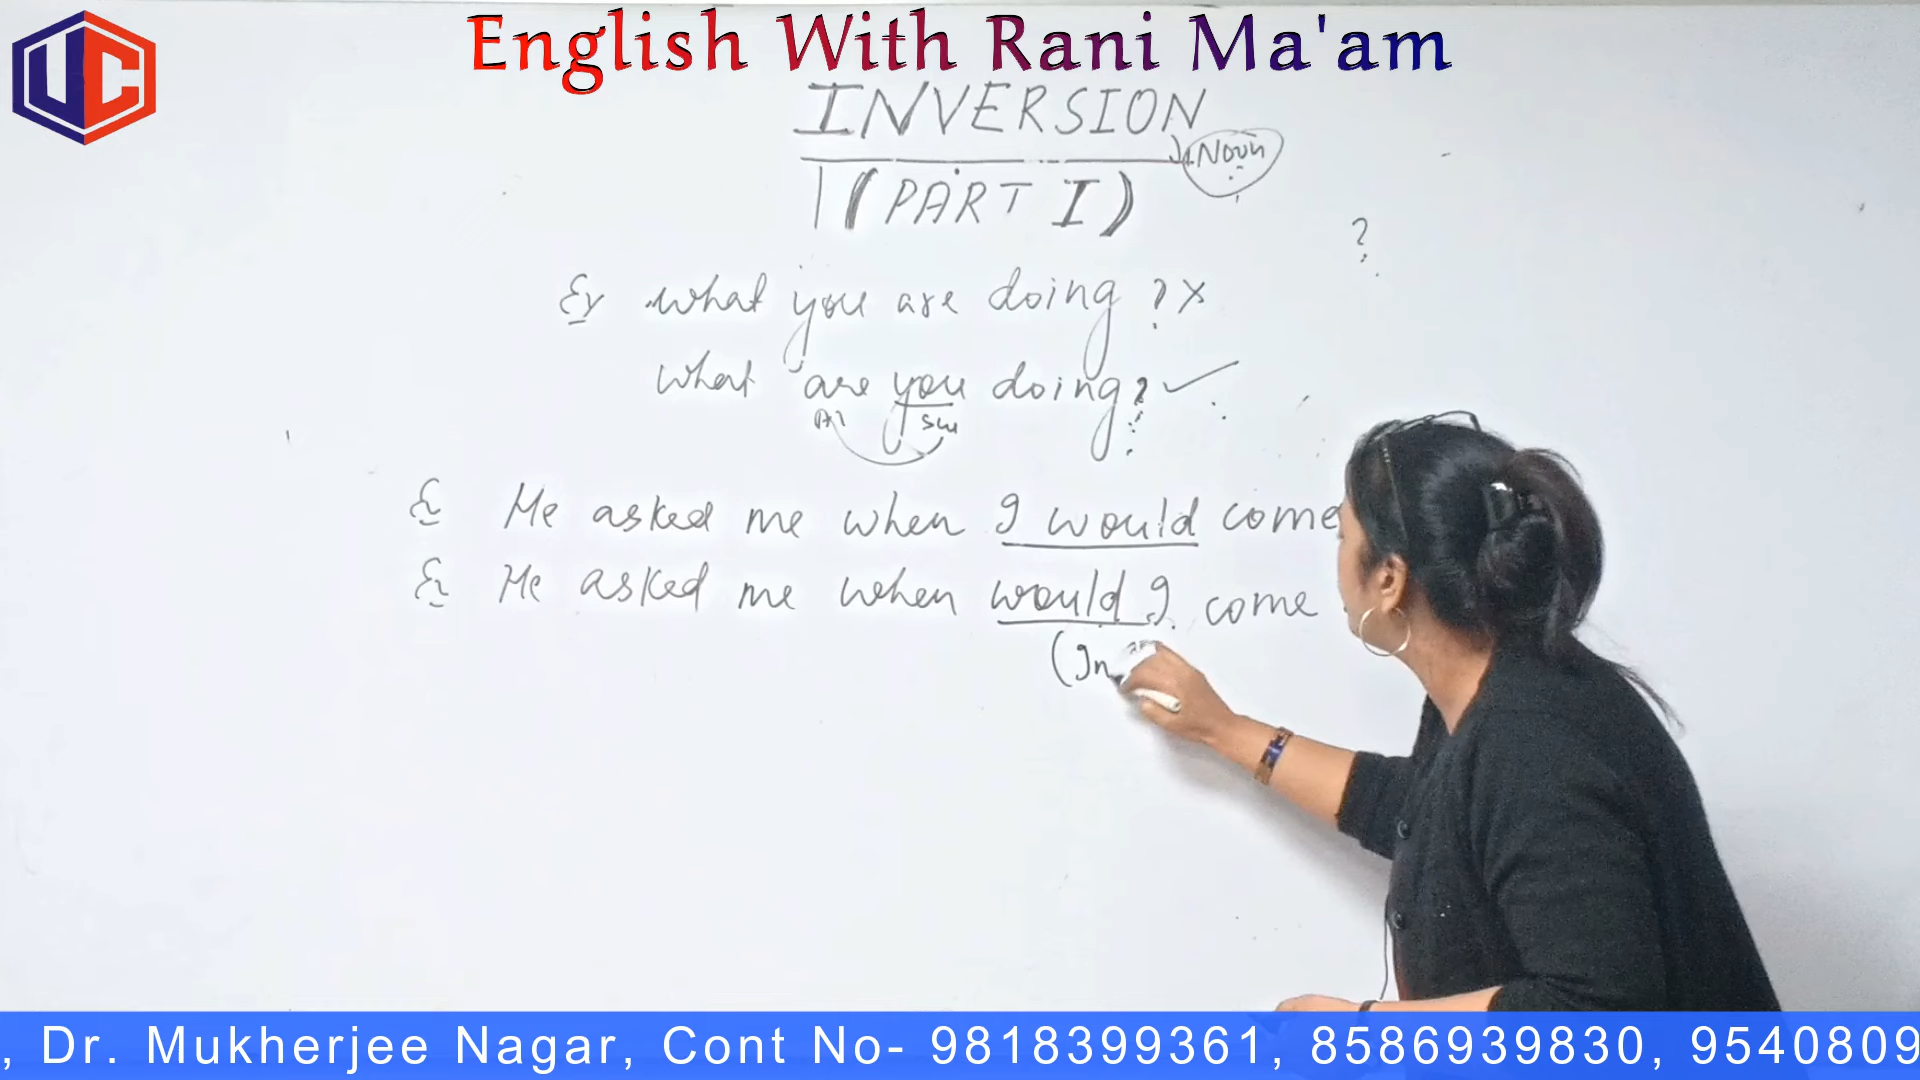 English With Rani Ma'am
UC
INVERSION
Noun
(PART I)
?
Ex what you are doing ? x
what are you doing? ✓
Ex He asked me when I would come
Ex He asked me when would I come
(In
, Dr. Mukherjee Nagar, Cont No- 9818399361, 8586939830, 9540809